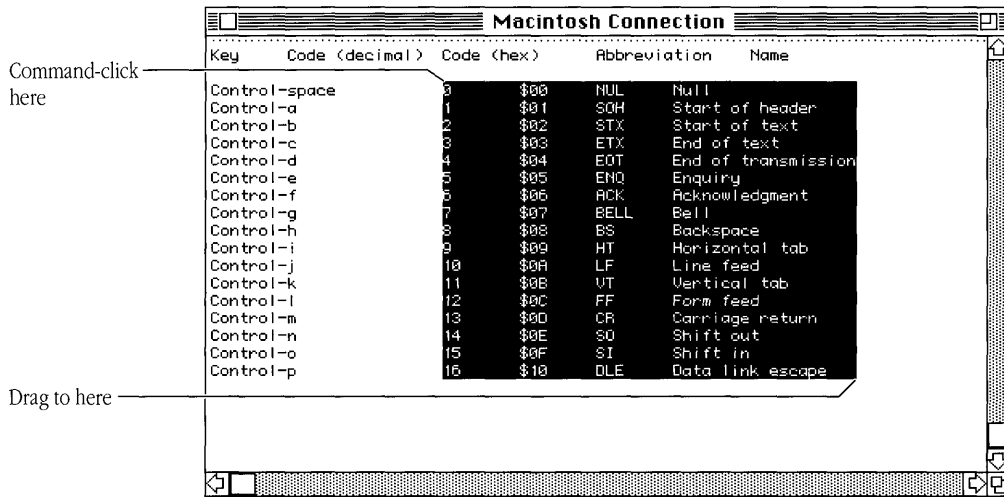 Macintosh Connection
Key Code (decimal) Code (hex) Abbreviation Name
Command-click
here
Control-space 0 $00 NUL Null
Control-a 1 $01 SOH Start of header
Control-b 2 $02 STX Start of text
Control-c 3 $03 ETX End of text
Control-d 4 $04 EOT End of transmission
Control-e 5 $05 ENQ Enquiry
Control-f 6 $06 ACK Acknowledgment
Control-g 7 $07 BELL Bell
Control-h 8 $08 BS Backspace
Control-i 9 $09 HT Horizontal tab
Control-j 10 $0A LF Line feed
Control-k 11 $0B VT Vertical tab
Control-l 12 $0C FF Form feed
Control-m 13 $0D CR Carriage return
Control-n 14 $0E SO Shift out
Control-o 15 $0F SI Shift in
Control-p 16 $10 DLE Data link escape
Drag to here